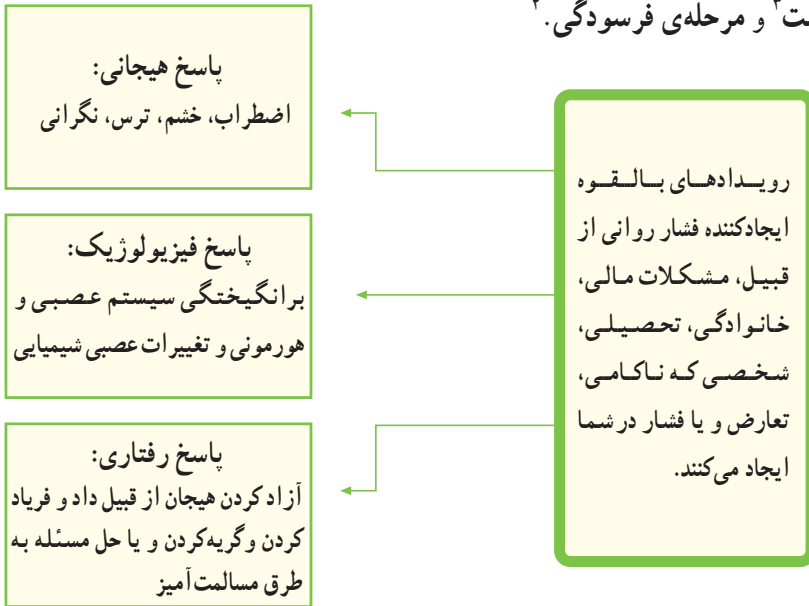 ت۳ و مرحله‌ی فرسودگی.۴
رویدادهای بالقوه
ایجادکننده فشار روانی از
قبیل، مشکلات مالی،
خانوادگی، تحصیلی،
شخصی که ناکامی،
تعارض و یا فشار در شما
ایجاد می‌کنند.
پاسخ هیجانی:
اضطراب، خشم، ترس، نگرانی
پاسخ فیزیولوژیک:
برانگیختگی سیستم عصبی و
هورمونی و تغییرات عصبی شیمیایی
پاسخ رفتاری:
آزاد کردن هیجان از قبیل داد و فریاد
کردن وگریه‌کردن و یا حل مسئله به
طرق مسالمت‌آمیز